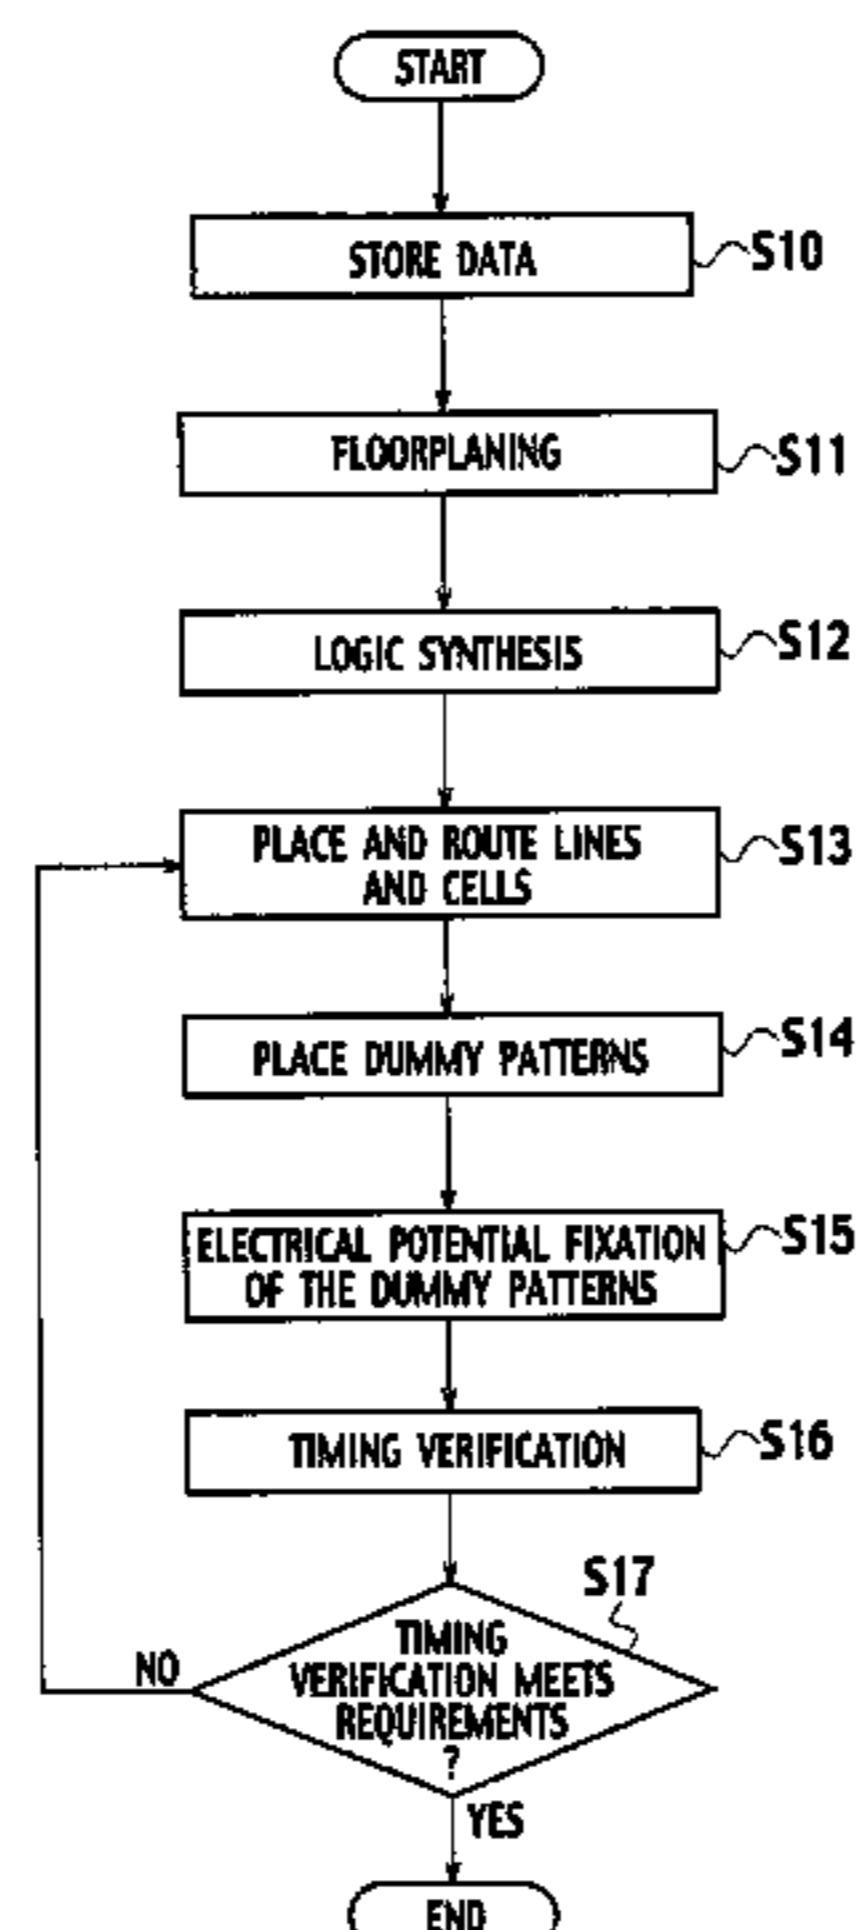 START
STORE DATA
S10
FLOORPLANING
S11
LOGIC SYNTHESIS
S12
PLACE AND ROUTE LINES
AND CELLS
S13
PLACE DUMMY PATTERNS
S14
ELECTRICAL POTENTIAL FIXATION
OF THE DUMMY PATTERNS
S15
TIMING VERIFICATION
S16
S17
TIMING
VERIFICATION MEETS
REQUIREMENTS
?
NO
YES
END